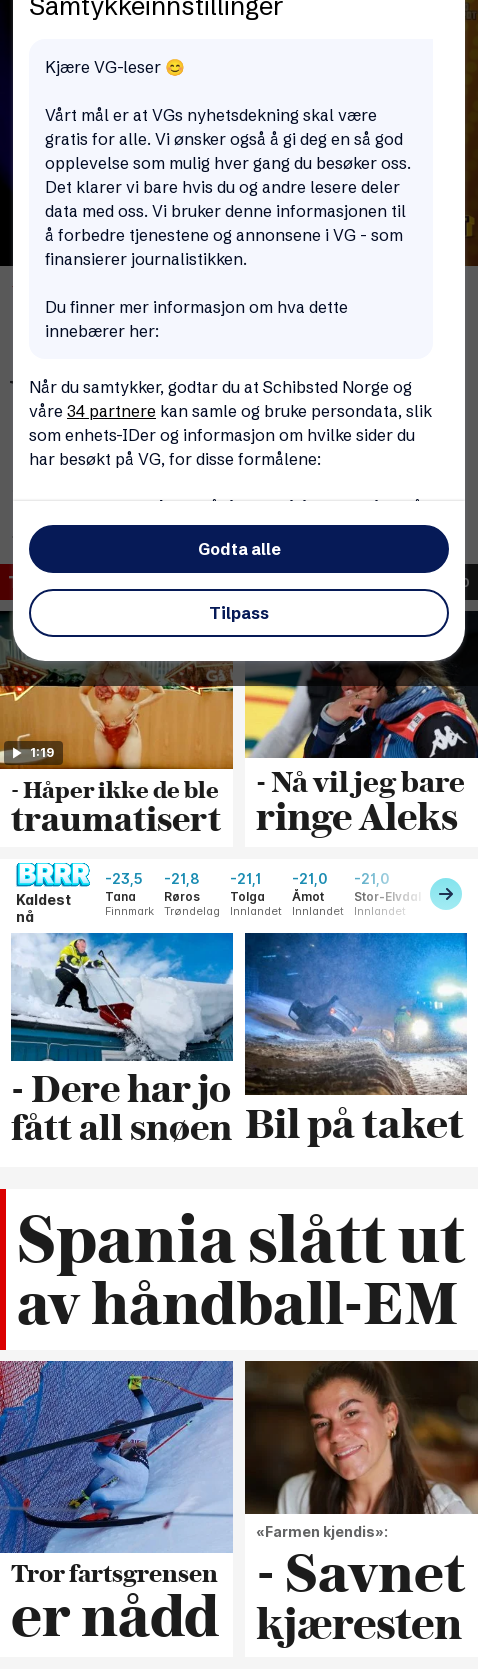 Samtykkeinnstillinger
Kjære VG-leser 😊
Vårt mål er at VGs nyhetsdekning skal være
gratis for alle. Vi ønsker også å gi deg en så god
opplevelse som mulig hver gang du besøker oss.
Det klarer vi bare hvis du og andre lesere deler
data med oss. Vi bruker denne informasjonen til
å forbedre tjenestene og annonsene i VG - som
finansierer journalistikken.
Du finner mer informasjon om hva dette
innebærer her:
Når du samtykker, godtar du at Schibsted Norge og
våre 34 partnere kan samle og bruke persondata, slik
som enhets-IDer og informasjon om hvilke sider du
har besøkt på VG, for disse formålene:
Godta alle
Tilpass
1:19
- Håper ikke de ble
traumatisert
- Nå vil jeg bare
ringe Aleks
BRRR
Kaldest
nå
-23,5
Tana
Finnmark
-21,8
Røros
Trøndelag
-21,1
Tolga
Innlandet
-21,0
Åmot
Innlandet
-21,0
Stor-Elvdal
Innlandet
- Dere har jo
fått all snøen
Bil på taket
Spania slått ut
av håndball-EM
Tror fartsgrensen
er nådd
«Farmen kjendis»:
- Savnet
kjæresten